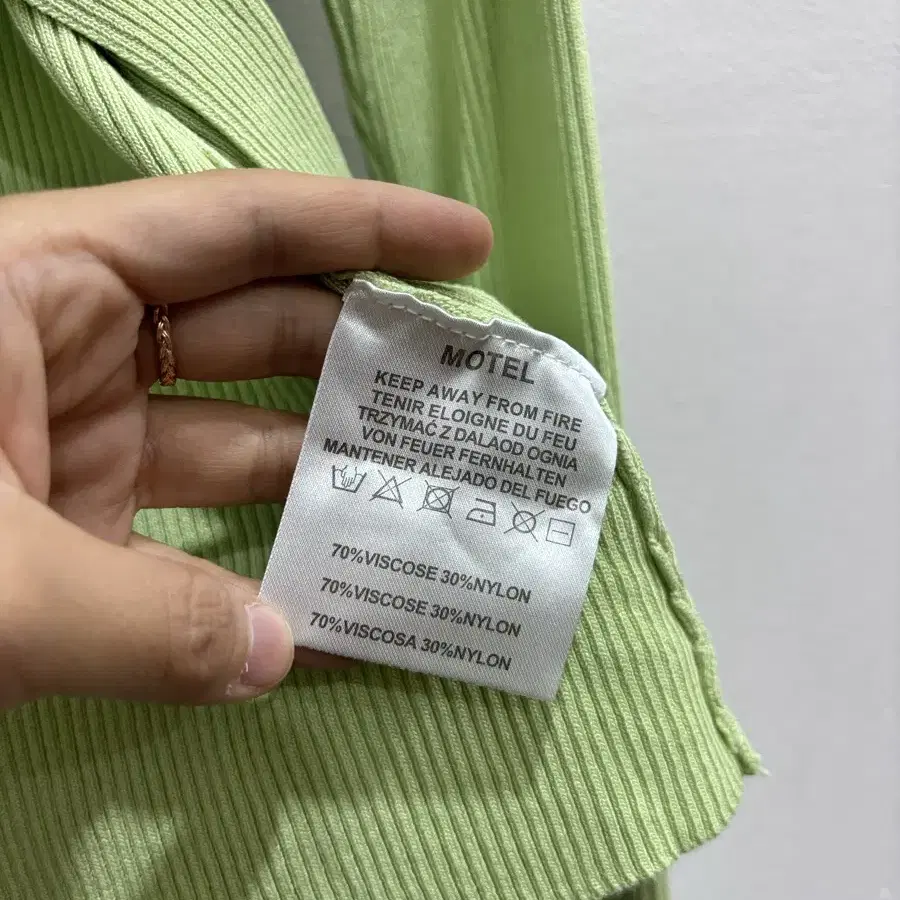 MOTEL
KEEP AWAY FROM FIRE
TENIR ELOIGNE DU FEU
TRZYMAĆ Z DALAOD OGNIA
VON FEUER FERNHALTEN
MANTENER ALEJADO DEL FUEGO
70%VISCOSE 30%NYLON
70%VISCOSE 30%NYLON
70%VISCOSA 30%NYLON